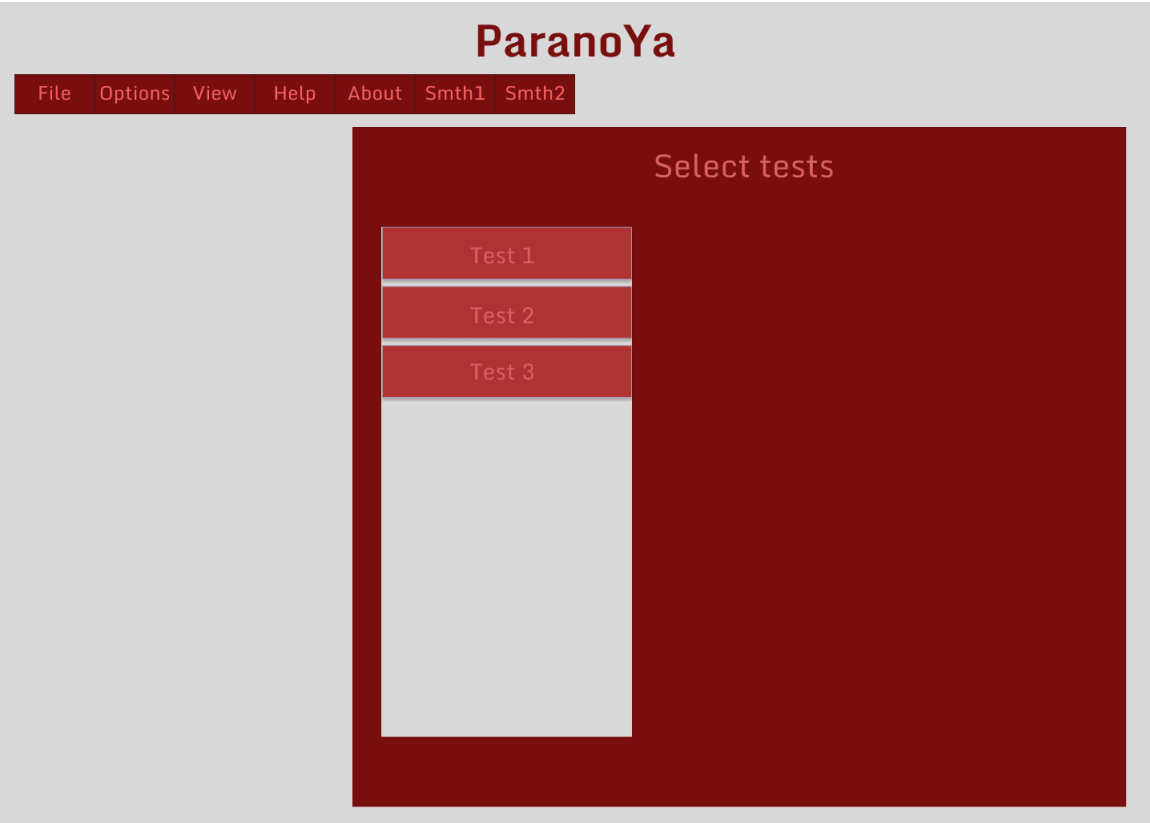 ParanoYa
File Options View Help About Smth1 Smth2
Select tests
Test 1
Test 2
Test 3